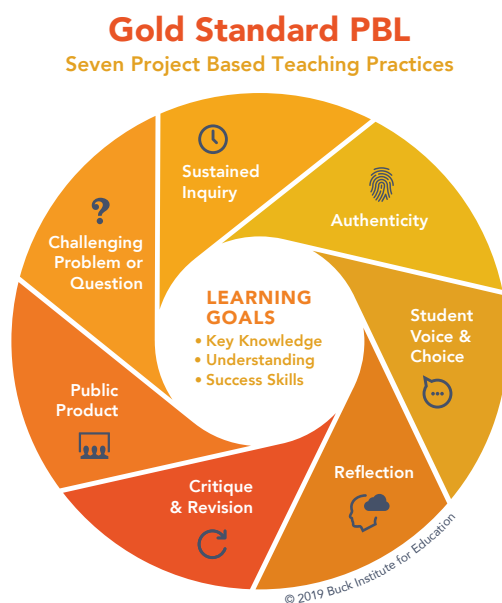 Gold Standard PBL
Seven Project Based Teaching Practices
Sustained
Inquiry
Authenticity
?
Challenging
Problem or
Question
LEARNING
GOALS
• Key Knowledge
• Understanding
• Success Skills
Student
Voice &
Choice
Public
Product
Reflection
Critique
& Revision
© 2019 Buck Institute for Education